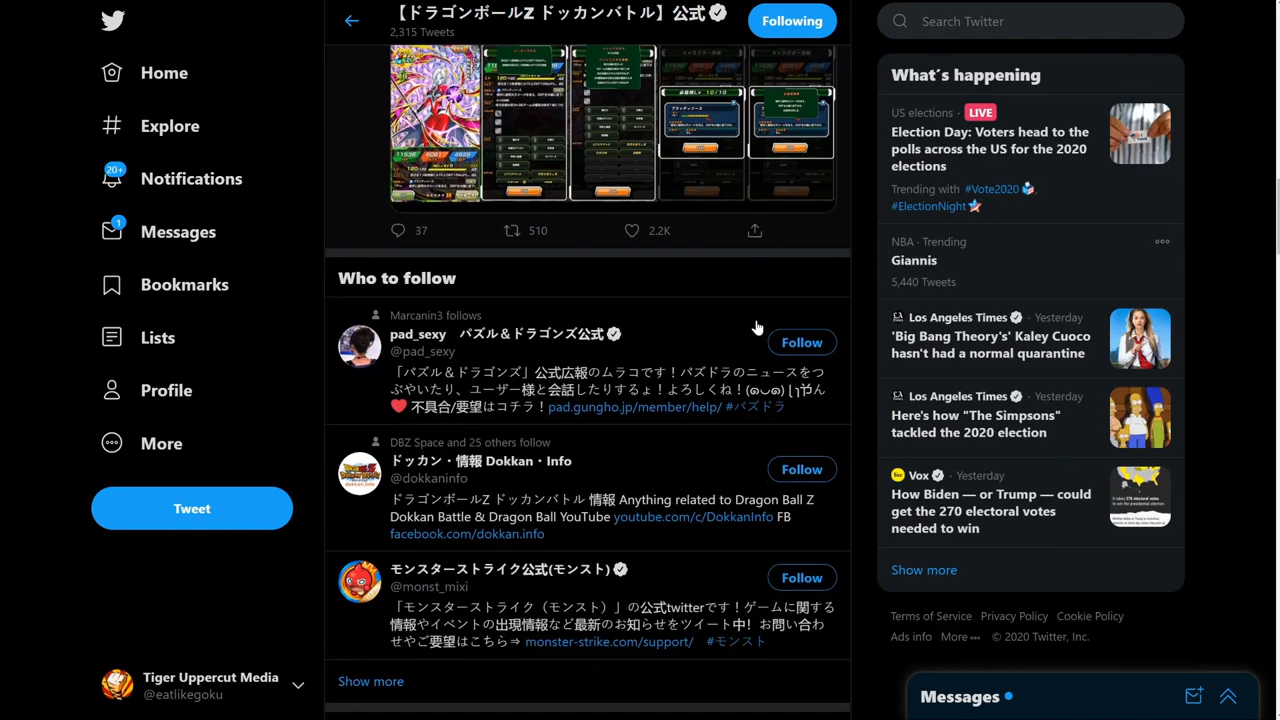 Home
Explore
20+
Notifications
1
Messages
Bookmarks
Lists
Profile
More
Tweet
Tiger Uppercut Media
@eatlikegoku
【ドラゴンボールZ ドッカンバトル】公式
2,315 Tweets
Following
37
510
2.2K
Who to follow
Marcanin3 follows
pad_sexy パズル＆ドラゴンズ公式
@pad_sexy
Follow
「パズル＆ドラゴンズ」公式広報のムラコです！パズドラのニュースをつ
ぶやいたり、ユーザー様と会話したりするょ！よろしくね！
不具合/要望はコチラ！pad.gungho.jp/member/help/ #パズドラ
DBZ Space and 25 others follow
ドッカン・情報 Dokkan・Info
@dokkaninfo
Follow
ドラゴンボールZ ドッカンバトル 情報 Anything related to Dragon Ball Z
Dokkan Battle & Dragon Ball YouTube youtube.com/c/DokkanInfo FB
facebook.com/dokkan.info
モンスターストライク公式(モンスト)
@monst_mixi
Follow
「モンスターストライク（モンスト）」の公式twitterです！ゲームに関する
情報やイベントの出現情報など最新のお知らせをツイート中！お問い合わ
せやご要望はこちら⇒ monster-strike.com/support/ #モンスト
Show more
Search Twitter
What's happening
US elections · LIVE
Election Day: Voters head to the
polls across the US for the 2020
election
Trending with #Vote2020
#ElectionNight
NBA · Trending
Giannis
5,440 Tweets
Los Angeles Times · Yesterday
'Big Bang Theory's' Kaley Cuoco
hasn't had a normal quarantine
Los Angeles Times · Yesterday
Here's how "The Simpsons"
tackled the 2020 election
Vox · Yesterday
How Biden — or Trump — could
get the 270 electoral votes
needed to win
Show more
Terms of Service Privacy Policy Cookie Policy
Ads info More © 2020 Twitter, Inc.
Messages